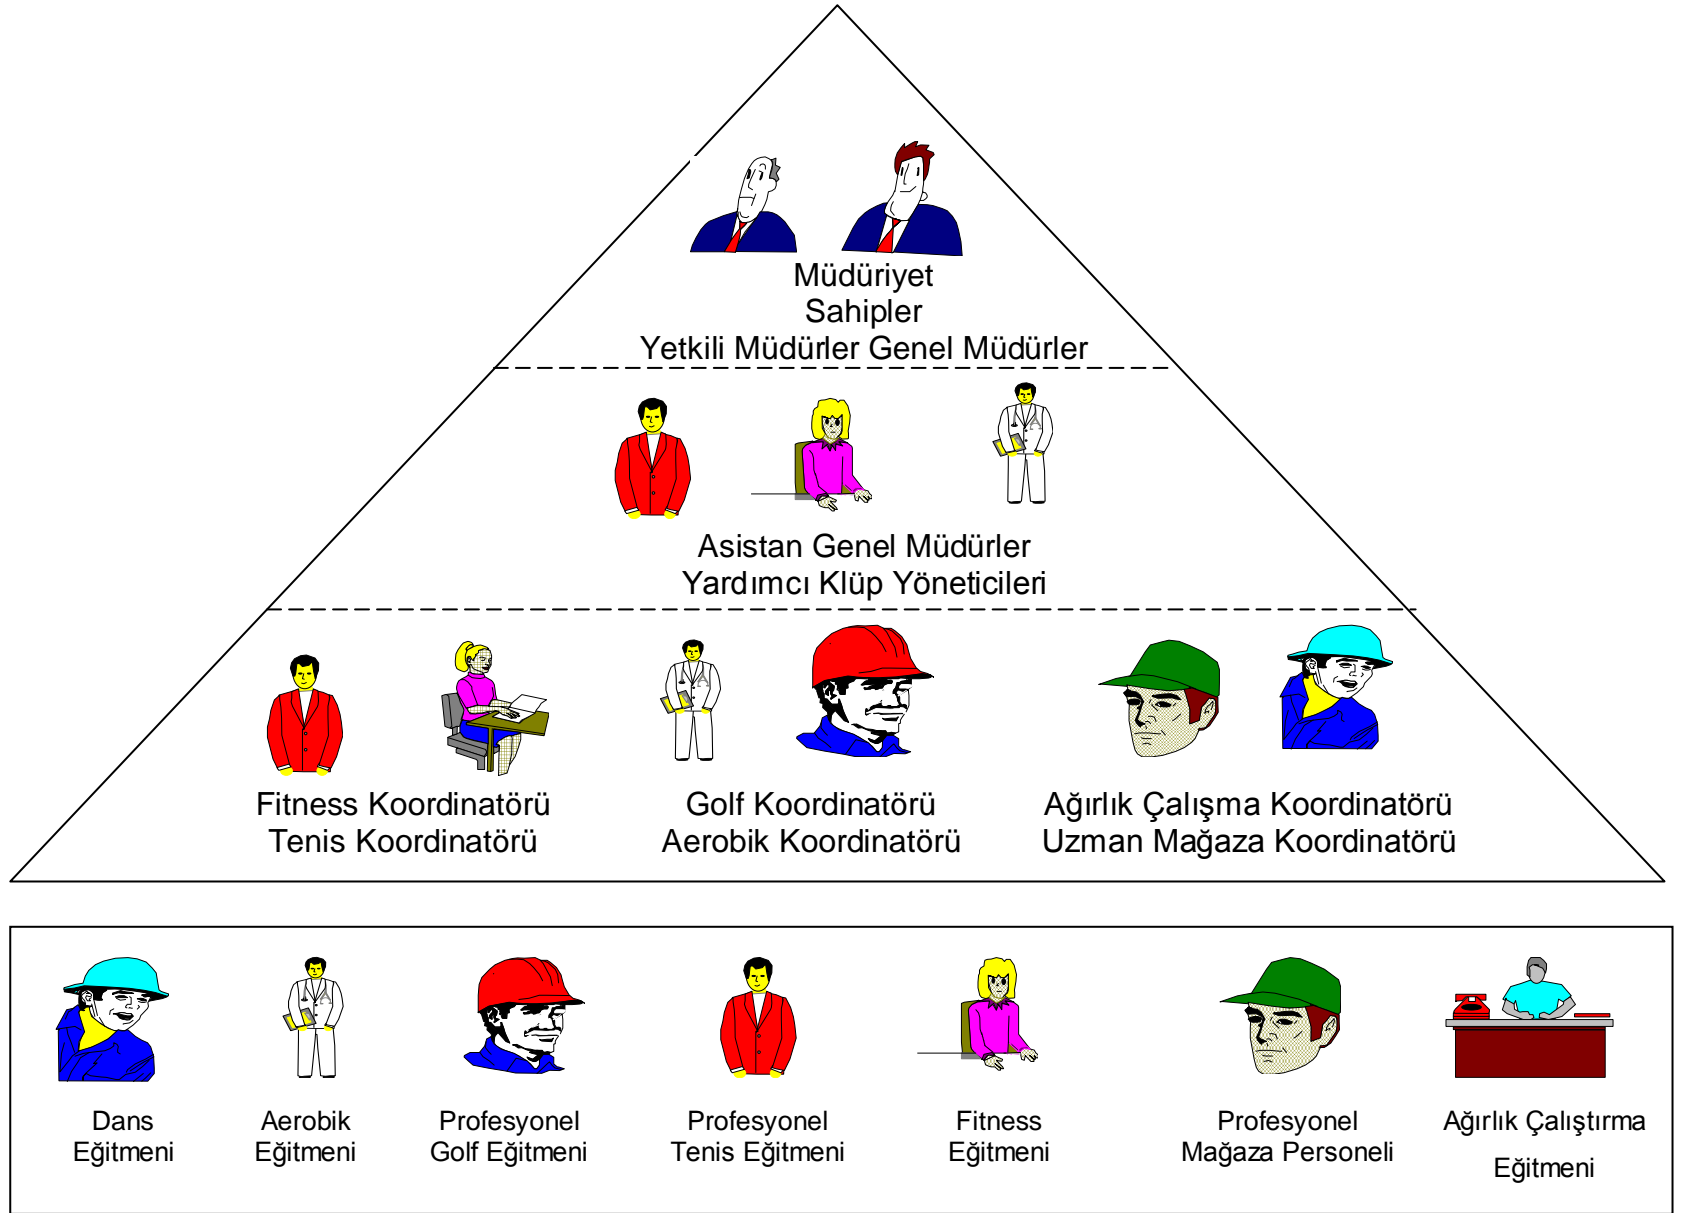 Müdüriyet
Sahipler
Yetkili Müdürler Genel Müdürler
Asistan Genel Müdürler
Yardımcı Klüp Yöneticileri
Fitness Koordinatörü
Tenis Koordinatörü
Golf Koordinatörü
Aerobik Koordinatörü
Ağırlık Çalışma Koordinatörü
Uzman Mağaza Koordinatörü
Dans
Eğitmeni
Aerobik
Eğitmeni
Profesyonel
Golf Eğitmeni
Profesyonel
Tenis Eğitmeni
Fitness
Eğitmeni
Profesyonel
Mağaza Personeli
Ağırlık Çalıştırma
Eğitmeni